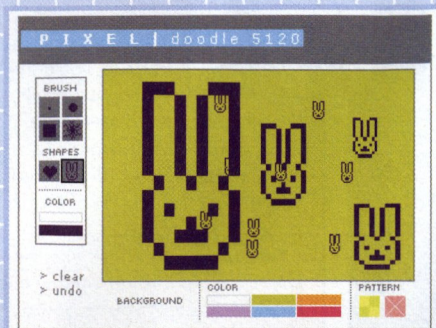 PIXEL | doodle 5120
BRUSH
SHAPES
COLOR
> clear
> undo
BACKGROUND
COLOR
PATTERN